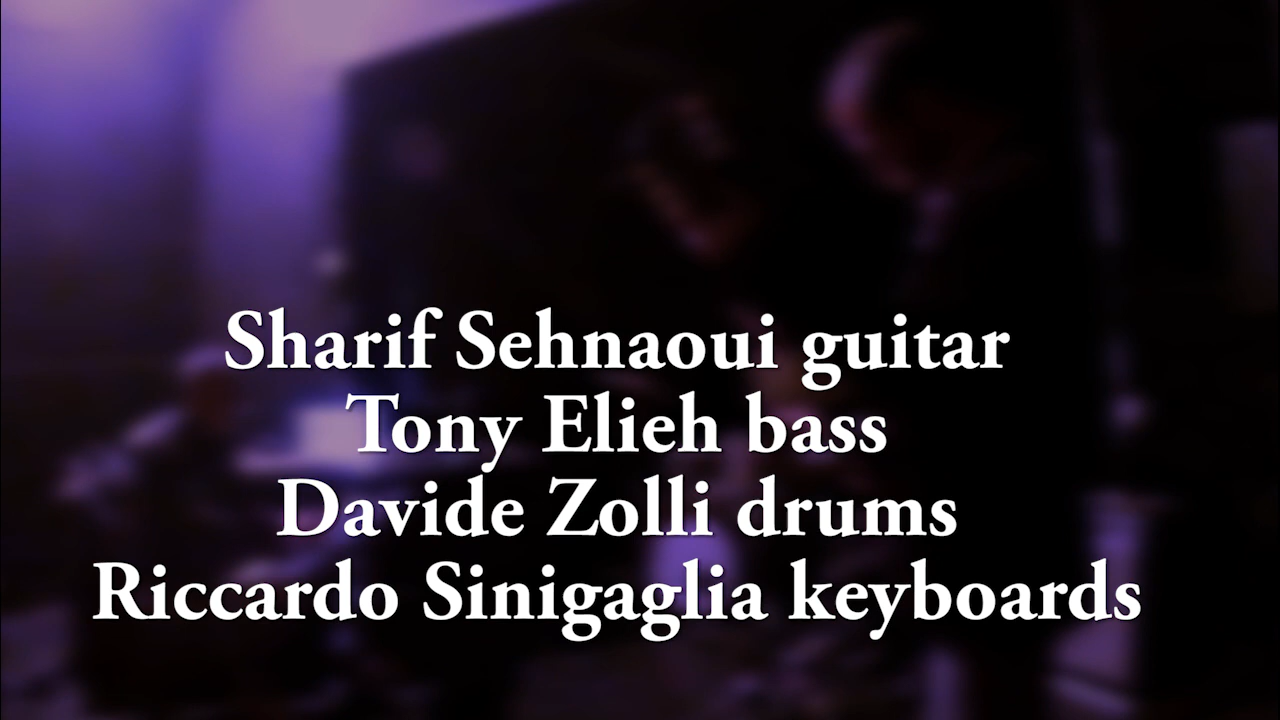 Sharif Sehnaoui guitar
Tony Elieh bass
Davide Zolli drums
Riccardo Sinigaglia keyboards